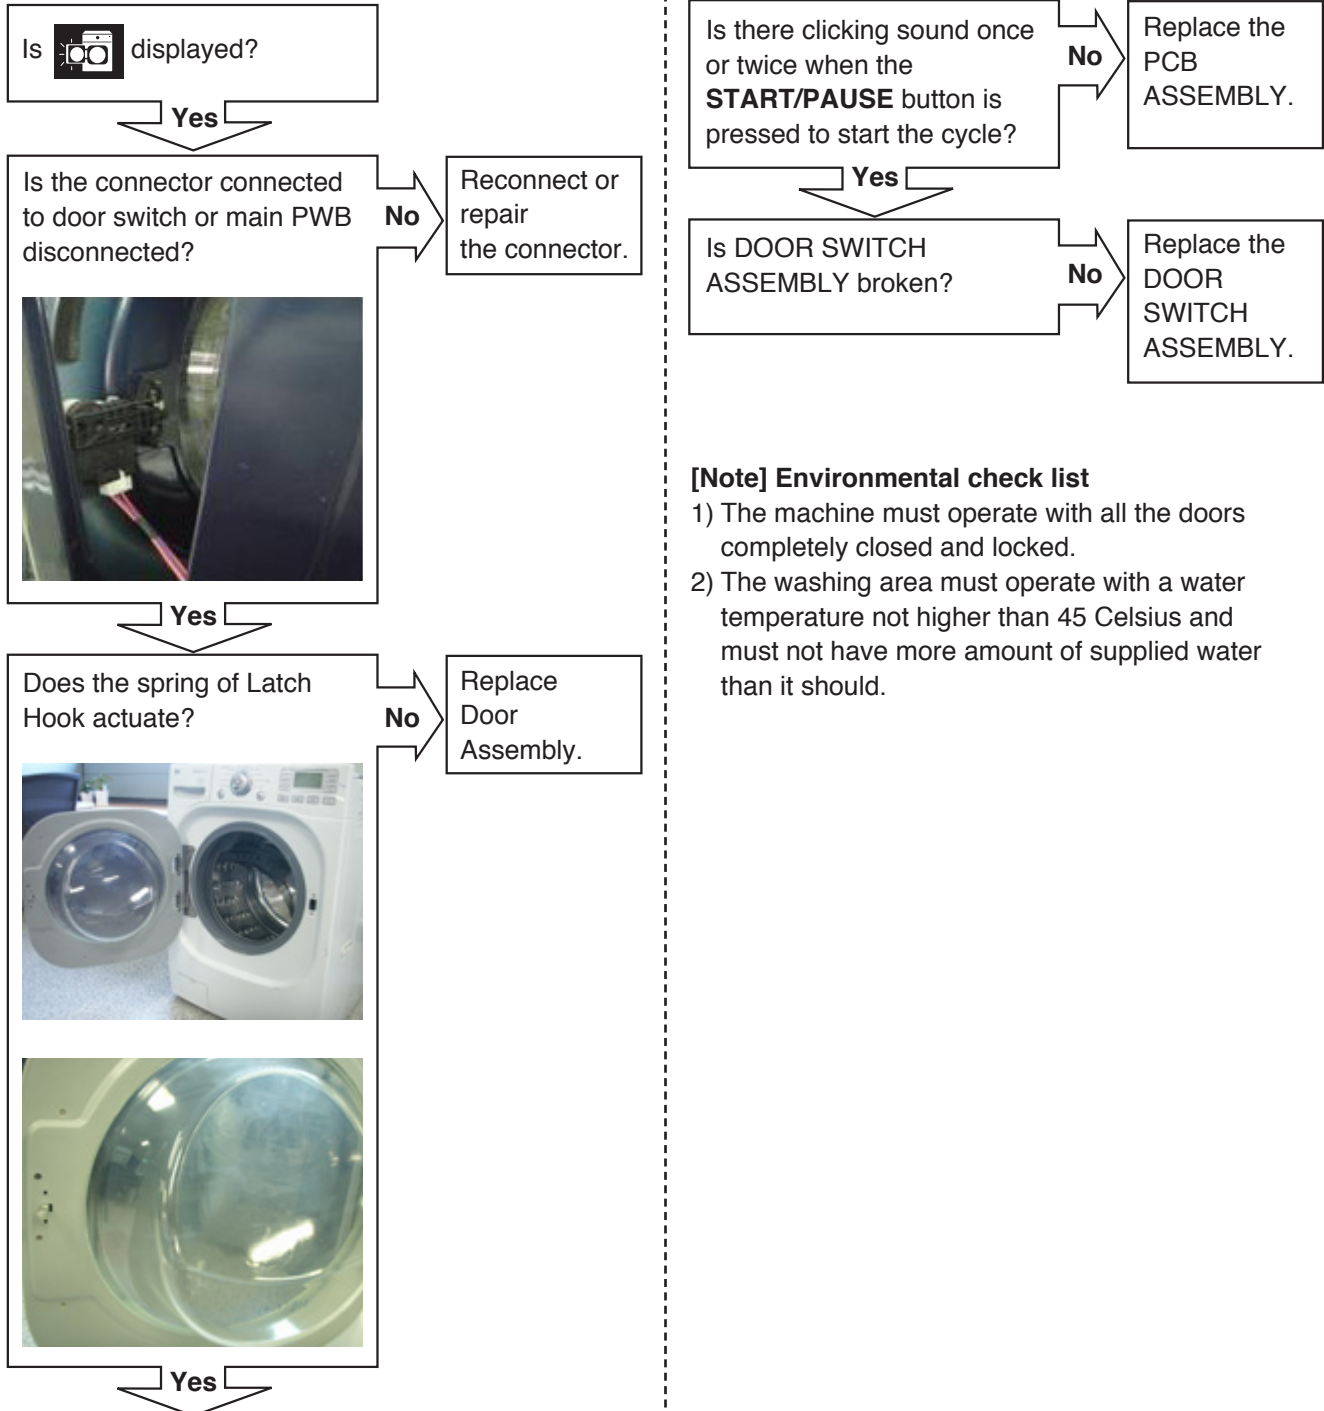 Is displayed?
Yes
Is the connector connected
to door switch or main PWB
disconnected?
No
Reconnect or
repair
the connector.
Yes
Does the spring of Latch
Hook actuate?
No
Replace
Door
Assembly.
Yes
Is there clicking sound once
or twice when the
START/PAUSE button is
pressed to start the cycle?
No
Replace the
PCB
ASSEMBLY.
Yes
Is DOOR SWITCH
ASSEMBLY broken?
No
Replace the
DOOR
SWITCH
ASSEMBLY.
[Note] Environmental check list
1) The machine must operate with all the doors
completely closed and locked.
2) The washing area must operate with a water
temperature not higher than 45 Celsius and
must not have more amount of supplied water
than it should.